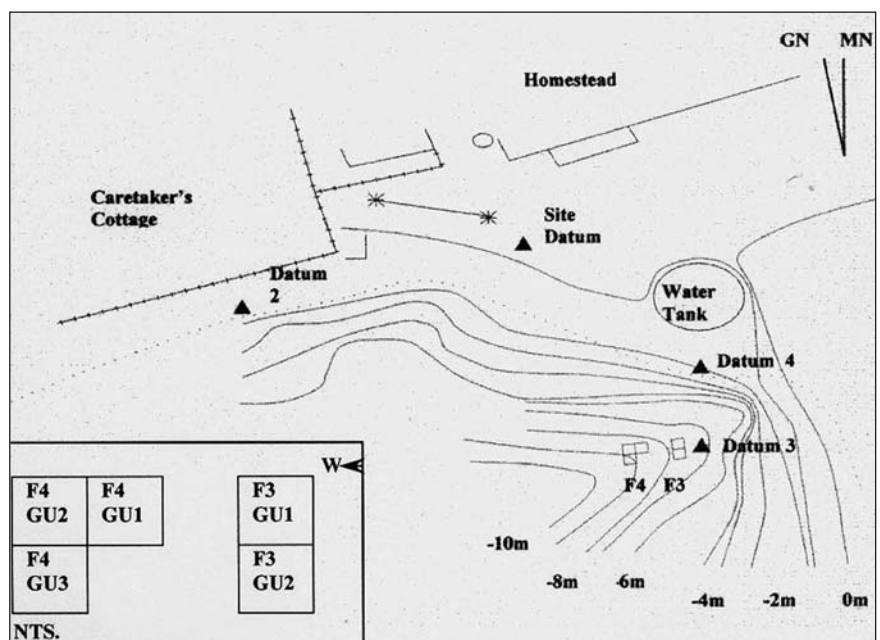 GN MN
Homestead
Caretaker's
Cottage
Site
Datum
Datum
2
Water
Tank
Datum 4
Datum 3
F4 F3
W
F4
GU2
F4
GU1
F3
GU1
F4
GU3
F3
GU2
NTS.
-10m
-8m
-6m
-4m
-2m
0m